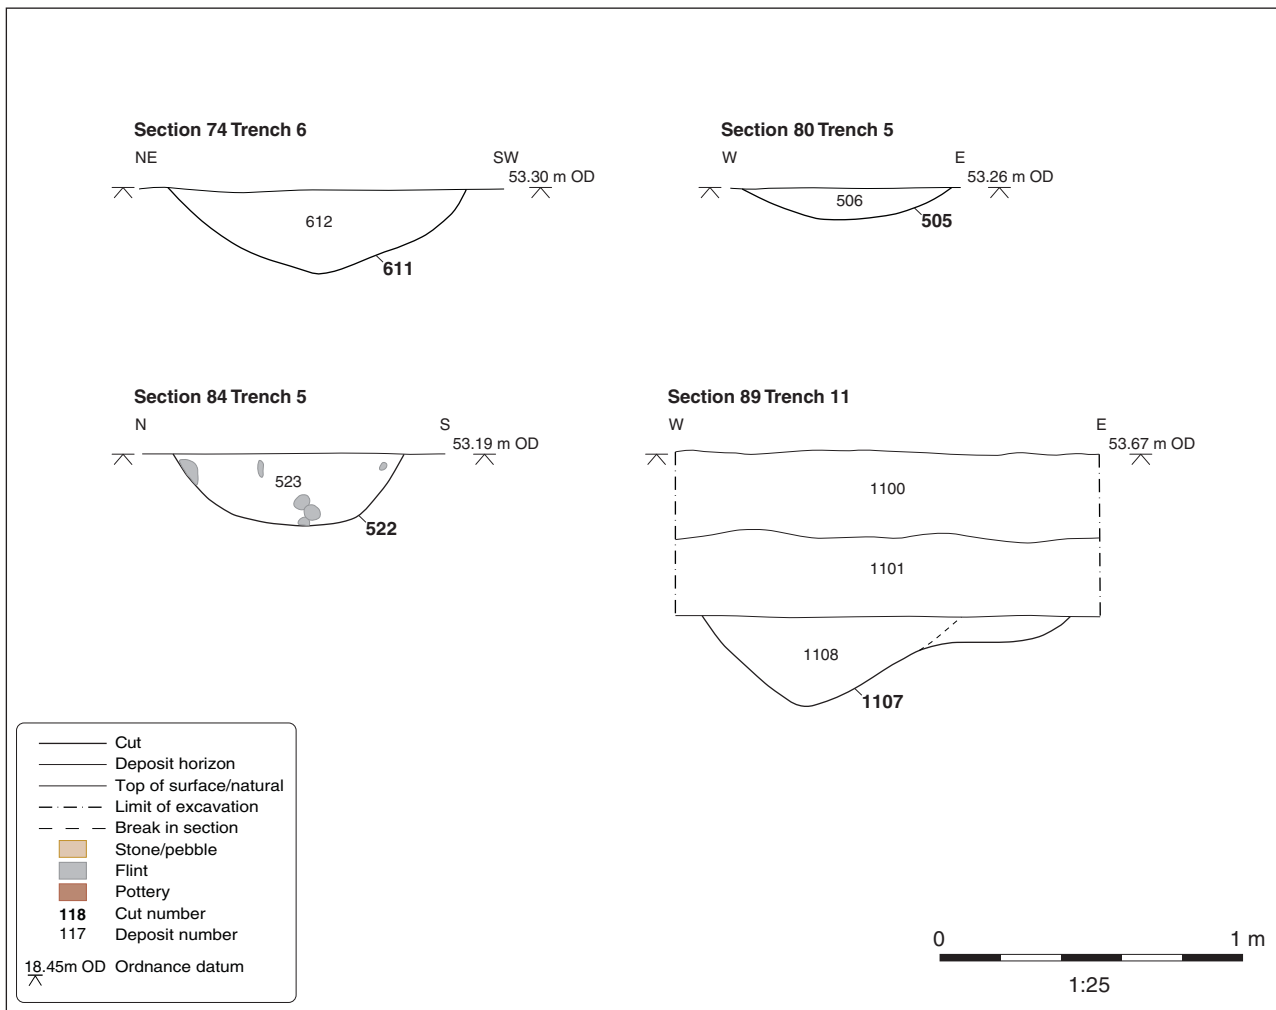 Section 74 Trench 6
NE SW
53.30 m OD
612
611
Section 80 Trench 5
W E
53.26 m OD
506
505
Section 84 Trench 5
N S
53.19 m OD
523
522
Section 89 Trench 11
W E
53.67 m OD
1100
1101
1108
1107
Cut
Deposit horizon
Top of surface/natural
Limit of excavation
Break in section
Stone/pebble
Flint
Pottery
118 Cut number
117 Deposit number
18.45m OD Ordnance datum
0 1 m
1:25